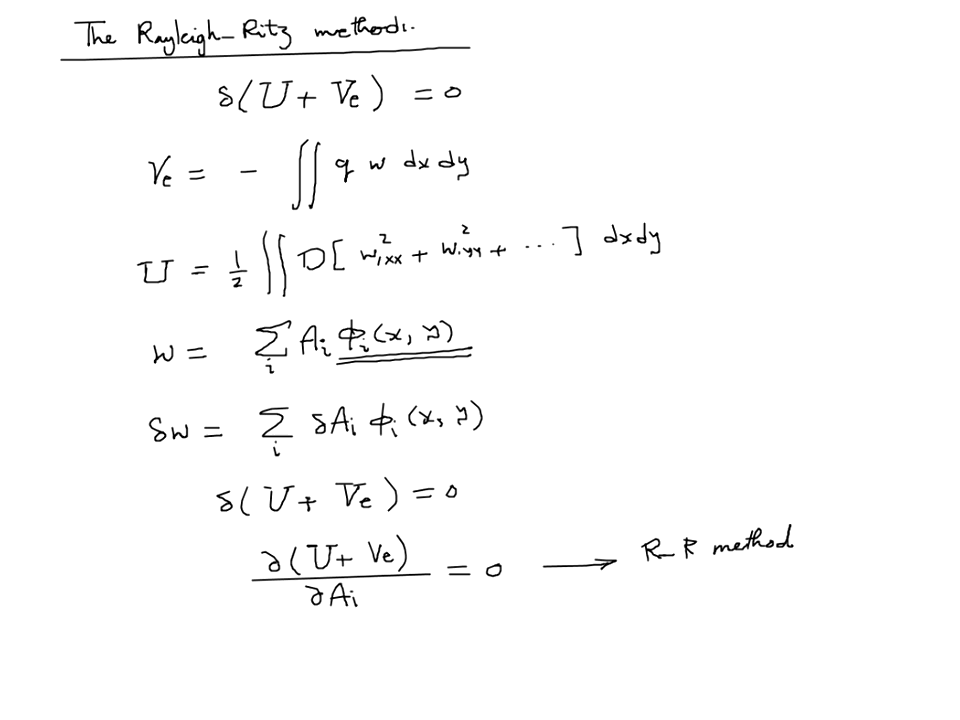 The Rayleigh-Ritz method:
δ(U + Ve) = 0
Ve = - ∬ q w dx dy
U = 1/2 ∬ D[ w,xx² + w,yy² + ... ] dxdy
w = Σi Ai ϕi(x, y)
δw = Σi δAi ϕi(x, y)
δ(U + Ve) = 0
∂(U + Ve)/∂Ai = 0 → R-R method